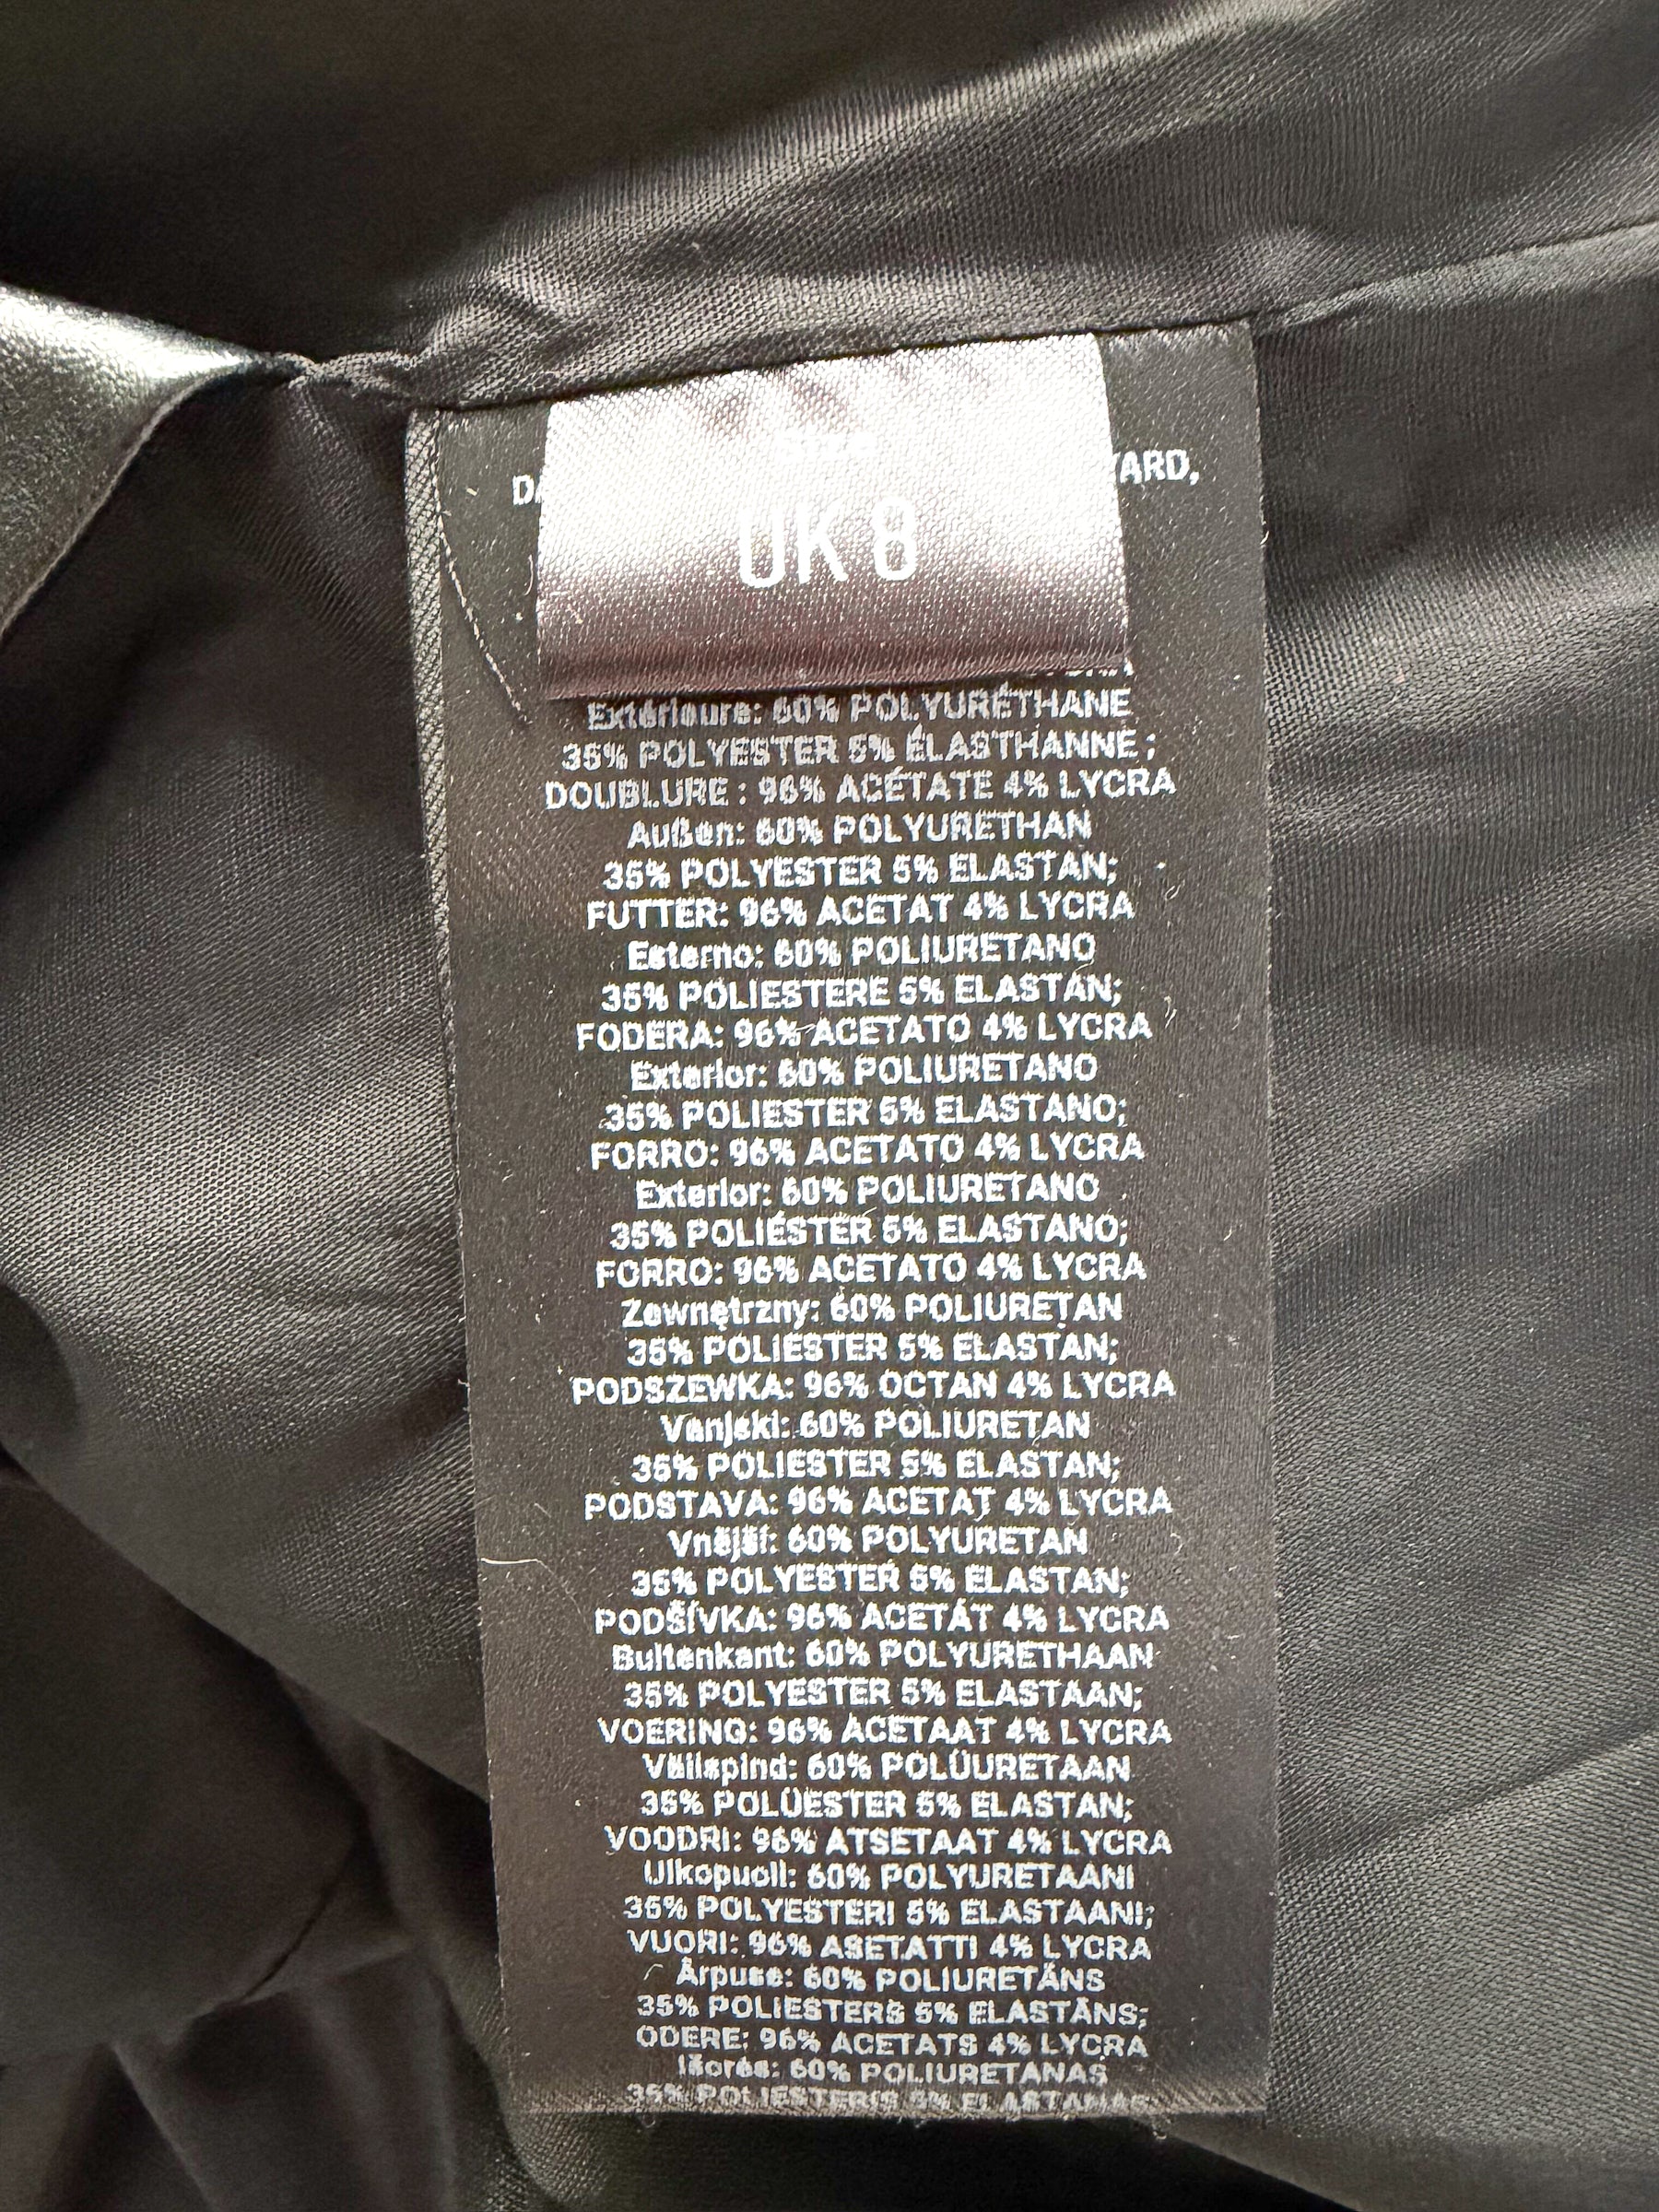 UK 8
YARD,
Extérieure: 60% POLYURÉTHANE
35% POLYESTER 5% ÉLASTHANNE ;
DOUBLURE : 96% ACÉTATE 4% LYCRA
Außen: 60% POLYURETHAN
35% POLYESTER 5% ELASTAN;
FUTTER: 96% ACETAT 4% LYCRA
Esterno: 60% POLIURETANO
35% POLIESTERE 5% ELASTAN;
FODERA: 96% ACETATO 4% LYCRA
Exterior: 60% POLIURETANO
35% POLIESTER 5% ELASTANO;
FORRO: 96% ACETATO 4% LYCRA
Exterior: 60% POLIURETANO
35% POLIÉSTER 5% ELASTANO;
FORRO: 96% ACETATO 4% LYCRA
Zewnętrzny: 60% POLIURETAN
35% POLIESTER 5% ELASTAN;
PODSZEWKA: 96% OCTAN 4% LYCRA
Vanjski: 60% POLIURETAN
35% POLIESTER 5% ELASTAN;
PODSTAVA: 96% ACETAT 4% LYCRA
Vnější: 60% POLYURETAN
35% POLYESTER 5% ELASTAN;
PODŠÍVKA: 96% ACETÁT 4% LYCRA
Buitenkant: 60% POLYURETHAAN
35% POLYESTER 5% ELASTAAN;
VOERING: 96% ACETAAT 4% LYCRA
Välispind: 60% POLÜURETAAN
35% POLÜESTER 5% ELASTAN;
VOODRI: 96% ATSETAAT 4% LYCRA
Ulkopuoli: 60% POLYURETAANI
35% POLYESTERI 5% ELASTAANI;
VUORI: 96% ASETATTI 4% LYCRA
Ārpuse: 60% POLIURETĀNS
35% POLIESTERS 5% ELASTĀNS;
ODERE: 96% ACETATS 4% LYCRA
Išorės: 60% POLIURETANAS
35% POLIESTERIS 5% ELASTANAS